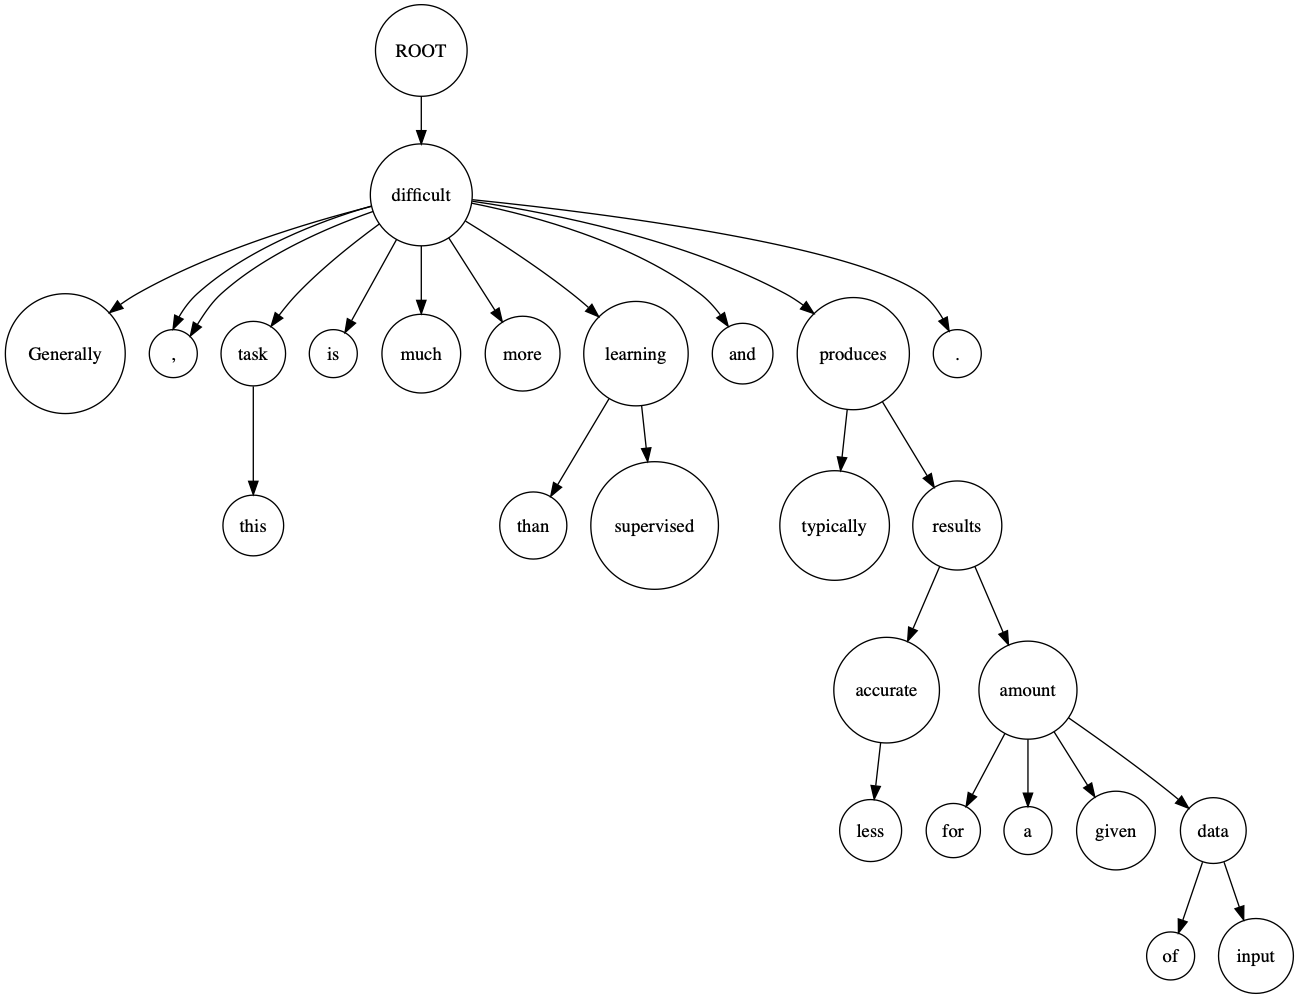 ROOT
difficult
Generally , task is much more learning and produces .
this than supervised typically results
accurate amount
less for a given data
of input